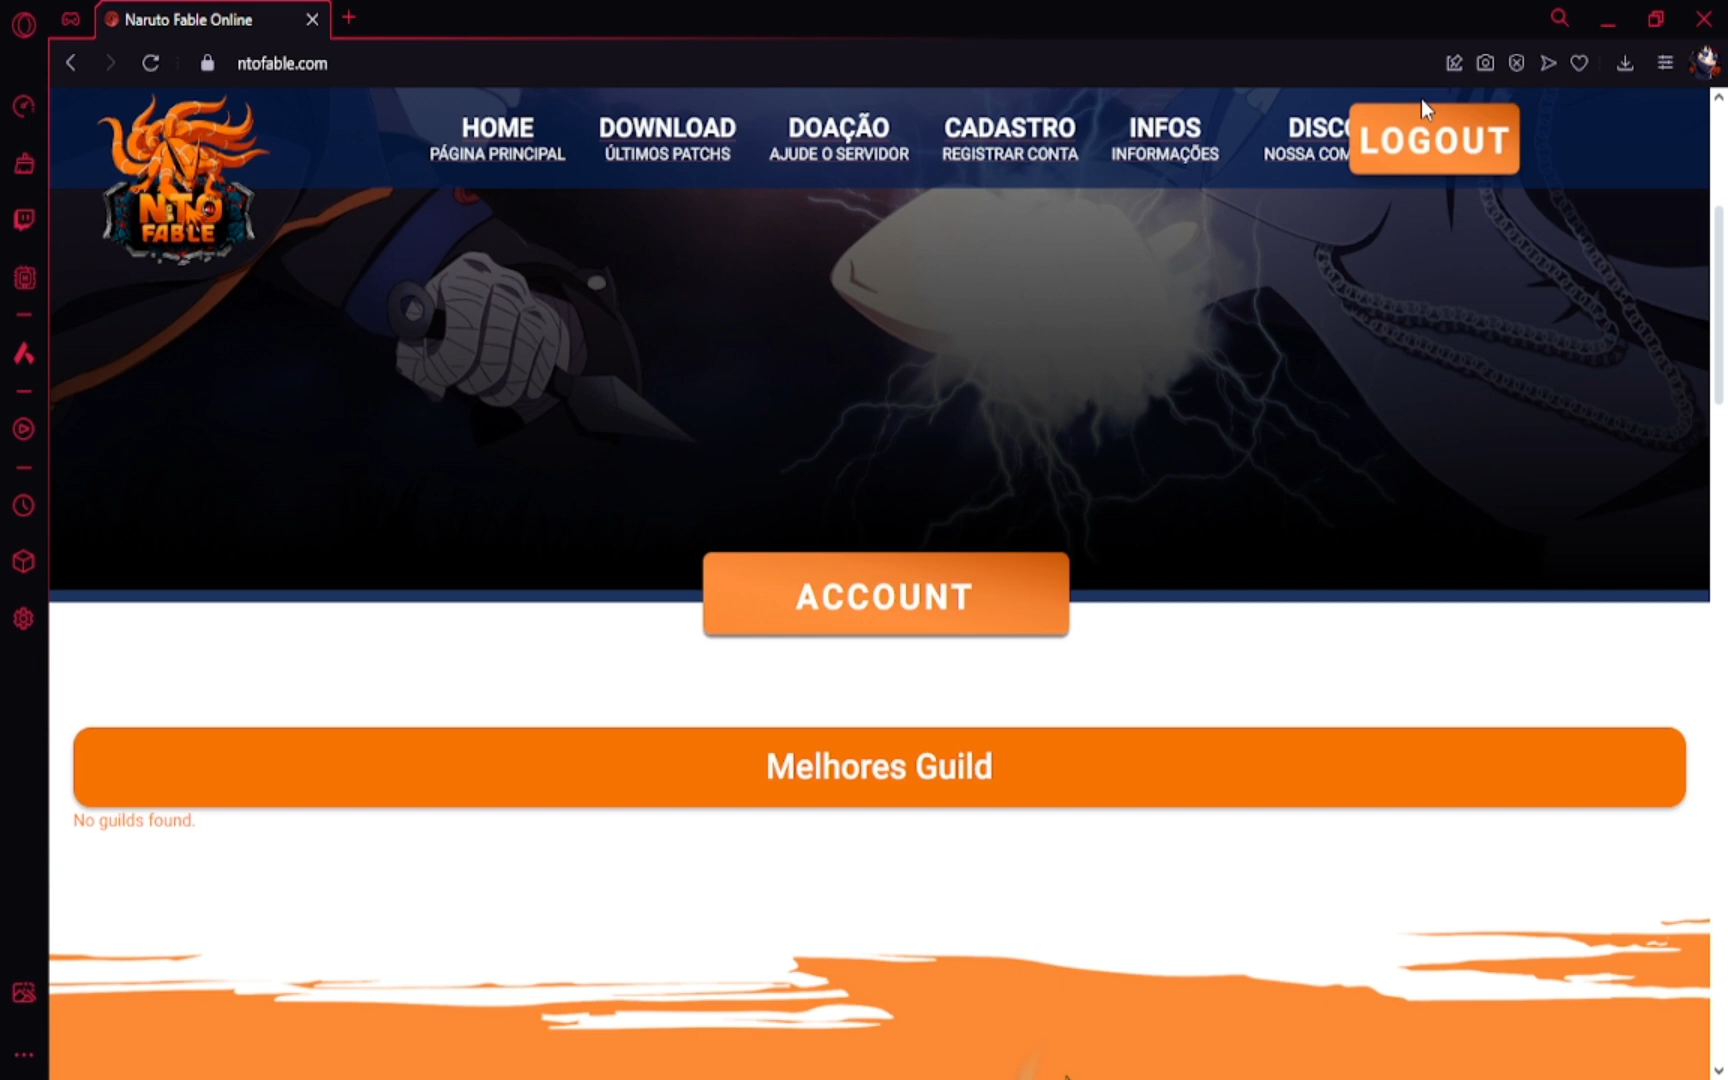 Naruto Fable Online
ntofable.com
NTO
FABLE
HOME
PÁGINA PRINCIPAL
DOWNLOAD
ÚLTIMOS PATCHS
DOAÇÃO
AJUDE O SERVIDOR
CADASTRO
REGISTRAR CONTA
INFOS
INFORMAÇÕES
DISCO
NOSSA COM
LOGOUT
ACCOUNT
Melhores Guild
No guilds found.